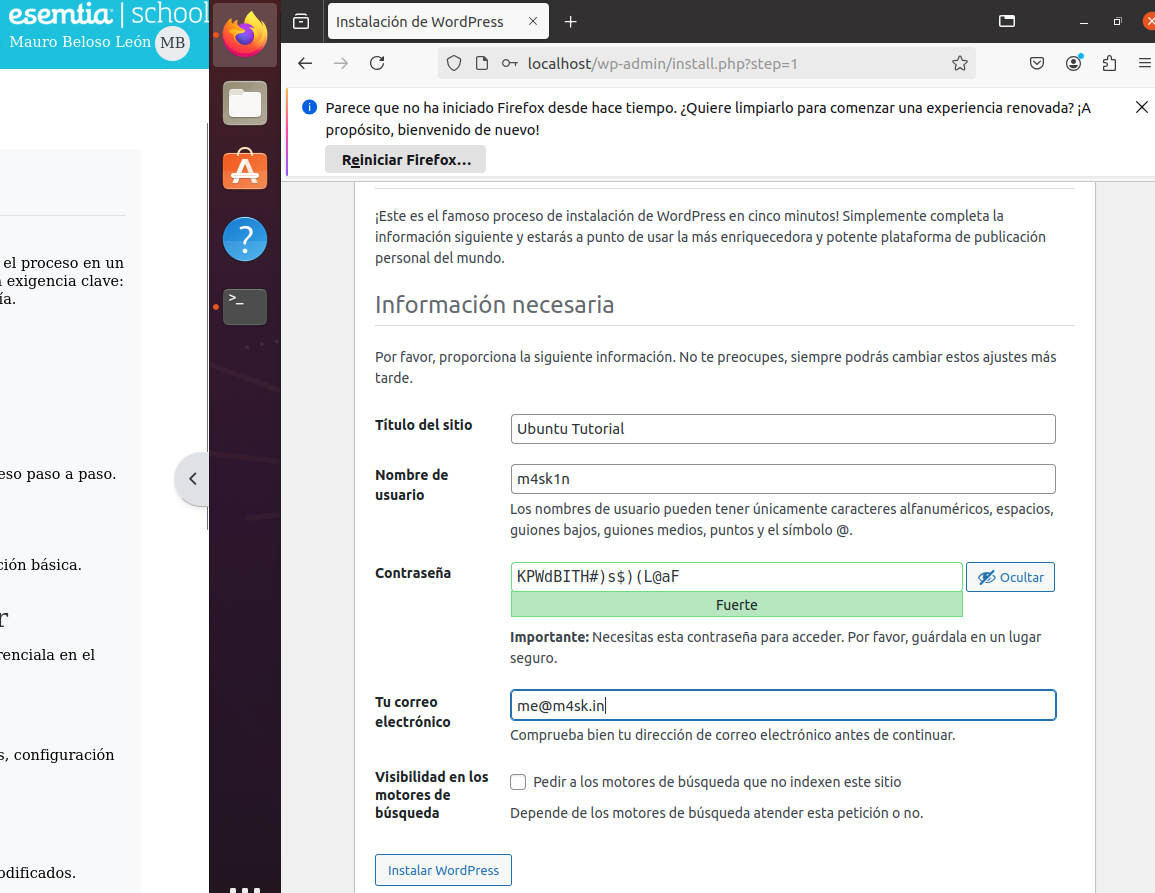 esemtia | school
Mauro Beloso León MB
el proceso en un
exigencia clave:
ía.
eso paso a paso.
ción básica.
r
renciala en el
s, configuración
odificados.
>_
Instalación de WordPress
localhost/wp-admin/install.php?step=1
Parece que no ha iniciado Firefox desde hace tiempo. ¿Quiere limpiarlo para comenzar una experiencia renovada? ¡A
propósito, bienvenido de nuevo!
Reiniciar Firefox...
¡Este es el famoso proceso de instalación de WordPress en cinco minutos! Simplemente completa la
información siguiente y estarás a punto de usar la más enriquecedora y potente plataforma de publicación
personal del mundo.
Información necesaria
Por favor, proporciona la siguiente información. No te preocupes, siempre podrás cambiar estos ajustes más
tarde.
Título del sitio
Ubuntu Tutorial
Nombre de
usuario
m4sk1n
Los nombres de usuario pueden tener únicamente caracteres alfanuméricos, espacios,
guiones bajos, guiones medios, puntos y el símbolo @.
Contraseña
KPWdBITH#)s$)(L@aF
Ocultar
Fuerte
Importante: Necesitas esta contraseña para acceder. Por favor, guárdala en un lugar
seguro.
Tu correo
electrónico
me@m4sk.in
Comprueba bien tu dirección de correo electrónico antes de continuar.
Visibilidad en los
motores de
búsqueda
Pedir a los motores de búsqueda que no indexen este sitio
Depende de los motores de búsqueda atender esta petición o no.
Instalar WordPress